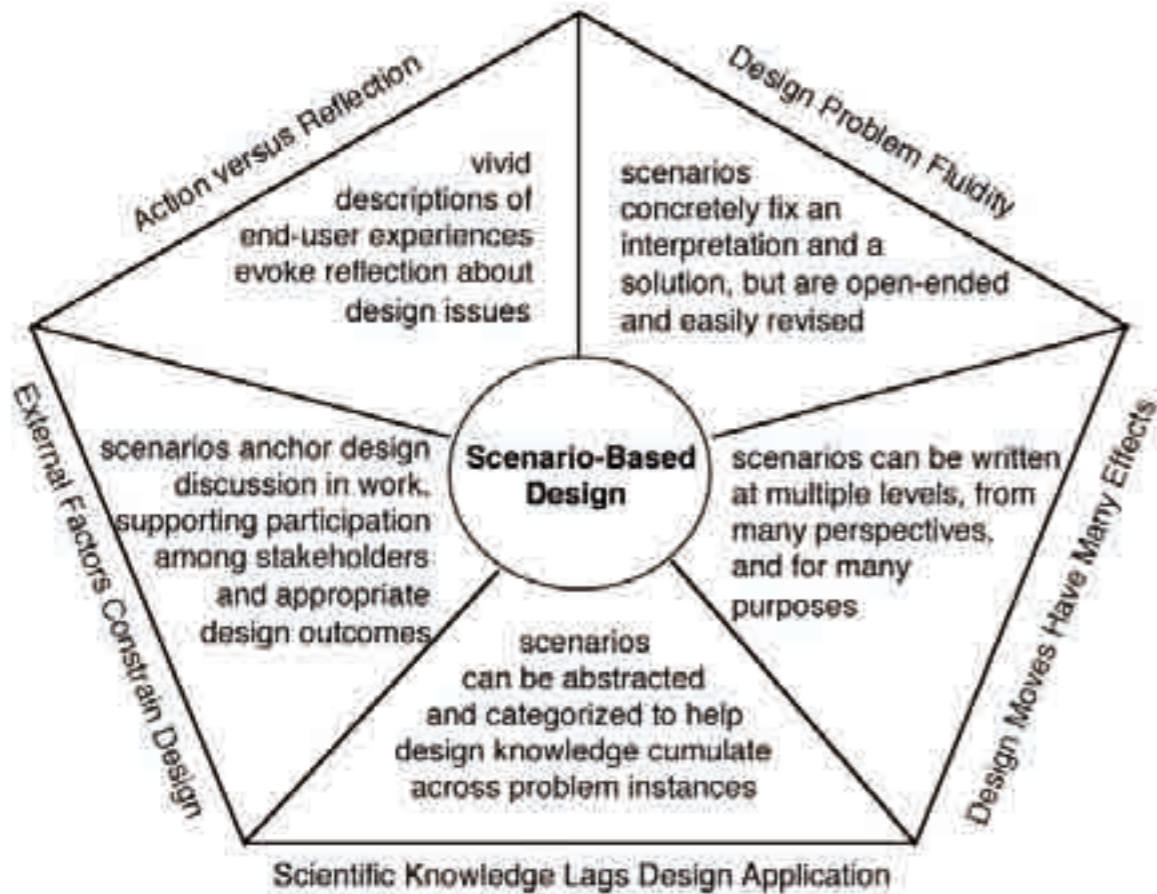 Action versus Reflection
Design Problem Fluidity
vivid
descriptions of
end-user experiences
evoke reflection about
design issues
scenarios
concretely fix an
interpretation and a
solution, but are open-ended
and easily revised
External Factors Constrain Design
scenarios anchor design
discussion in work,
supporting participation
among stakeholders
and appropriate
design outcomes
Scenario-Based
Design
scenarios can be written
at multiple levels, from
many perspectives,
and for many
purposes
Design Moves Have Many Effects
scenarios
can be abstracted
and categorized to help
design knowledge cumulate
across problem instances
Scientific Knowledge Lags Design Application